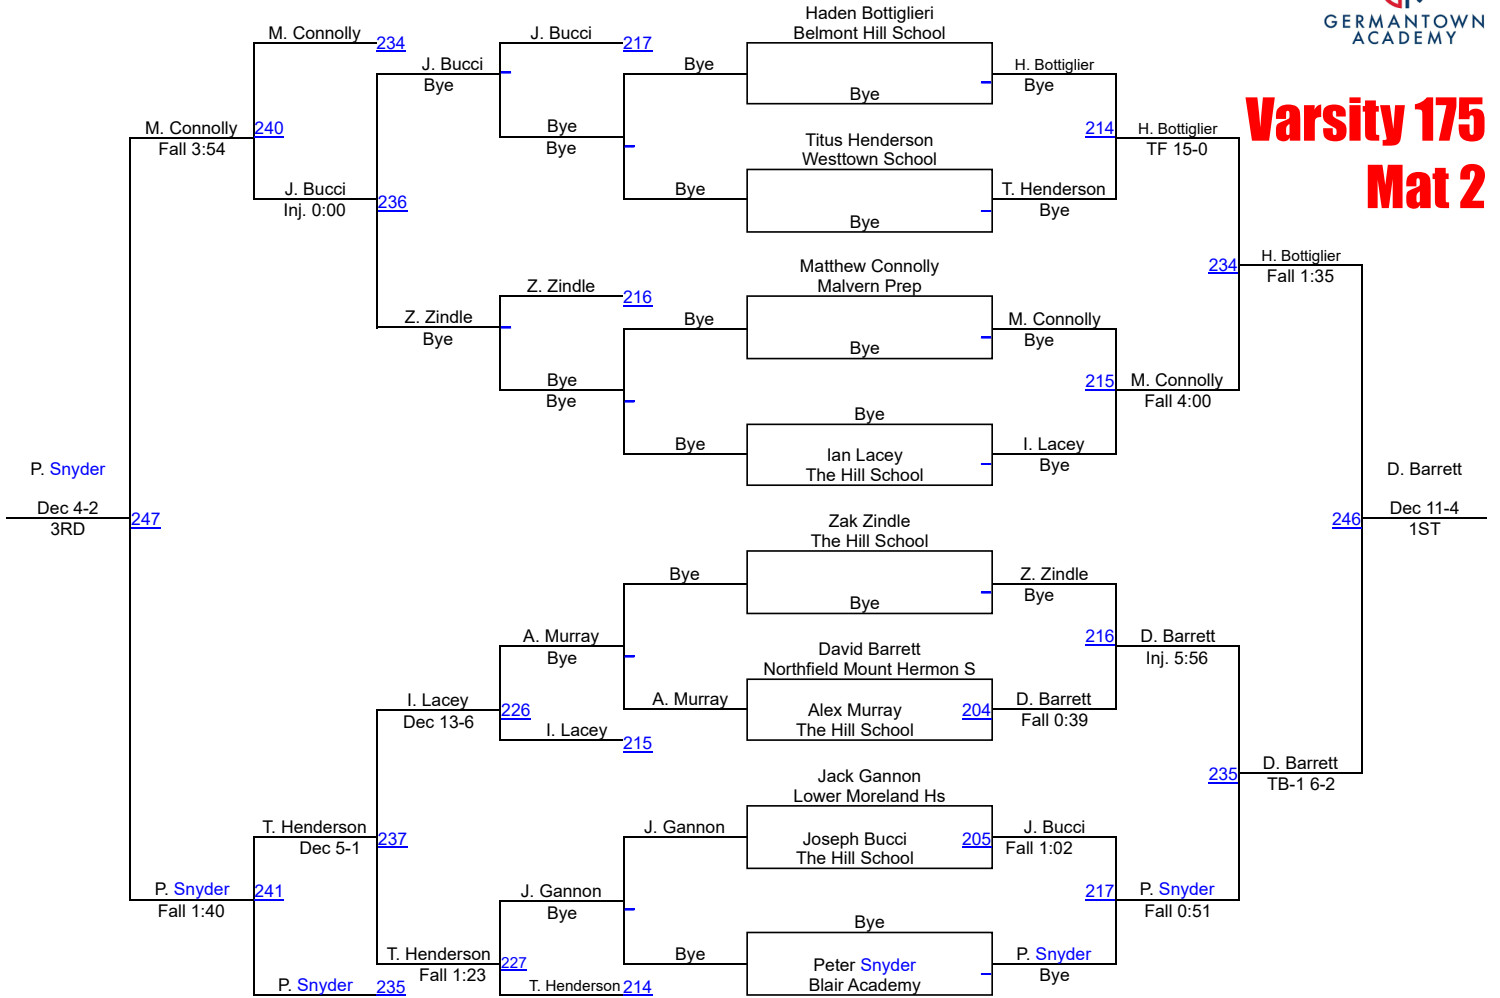 GERMANTOWN
ACADEMY
Varsity 175
Mat 2
M. Connolly
234
M. Connolly
Fall 3:54
240
J. Bucci
Inj. 0:00
J. Bucci
Bye
236
J. Bucci
217
Bye
Bye
Bye
Bye
Z. Zindle
Bye
Z. Zindle
216
Bye
Bye
Bye
Bye
P. Snyder
Dec 4-2
3RD
247
I. Lacey
Dec 13-6
A. Murray
Bye
226
I. Lacey
215
Bye
A. Murray
T. Henderson
Dec 5-1
237
P. Snyder
Fall 1:40
241
T. Henderson
Fall 1:23
227
P. Snyder
235
J. Gannon
J. Gannon
Bye
Bye
T. Henderson
214
Haden Bottiglieri
Belmont Hill School
Bye
Titus Henderson
Westtown School
Bye
Matthew Connolly
Malvern Prep
Bye
Bye
Ian Lacey
The Hill School
Zak Zindle
The Hill School
Bye
David Barrett
Northfield Mount Hermon S
Alex Murray
The Hill School
204
Jack Gannon
Lower Moreland Hs
Joseph Bucci
The Hill School
205
Bye
Peter Snyder
Blair Academy
H. Bottiglier
Bye
214
T. Henderson
Bye
H. Bottiglier
TF 15-0
M. Connolly
Bye
215
I. Lacey
Bye
M. Connolly
Fall 4:00
234
H. Bottiglier
Fall 1:35
Z. Zindle
Bye
216
D. Barrett
Fall 0:39
D. Barrett
Inj. 5:56
235
D. Barrett
TB-1 6-2
J. Bucci
Fall 1:02
217
P. Snyder
Fall 0:51
P. Snyder
Bye
246
D. Barrett
Dec 11-4
1ST